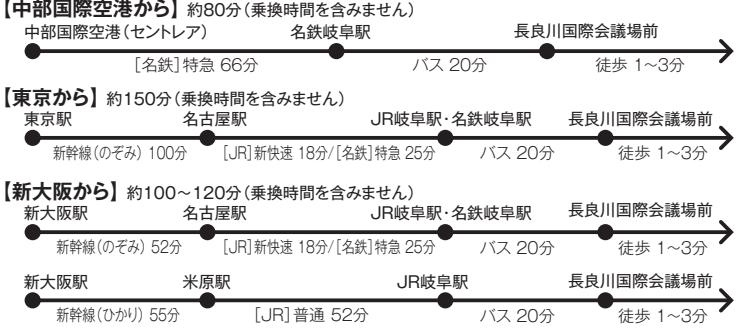 【中部国際空港から】 約80分(乗換時間を含みません)
中部国際空港(セントレア) 名鉄岐阜駅 長良川国際会議場前
[名鉄]特急 66分 バス 20分 徒歩 1~3分
【東京から】 約150分(乗換時間を含みません)
東京駅 名古屋駅 JR岐阜駅・名鉄岐阜駅 長良川国際会議場前
新幹線(のぞみ) 100分 [JR]新快速 18分/[名鉄]特急 25分 バス 20分 徒歩 1~3分
【新大阪から】 約100~120分(乗換時間を含みません)
新大阪駅 名古屋駅 JR岐阜駅・名鉄岐阜駅 長良川国際会議場前
新幹線(のぞみ) 52分 [JR]新快速 18分/[名鉄]特急 25分 バス 20分 徒歩 1~3分
新大阪駅 米原駅 JR岐阜駅 長良川国際会議場前
新幹線(ひかり) 55分 [JR]普通 52分 バス 20分 徒歩 1~3分